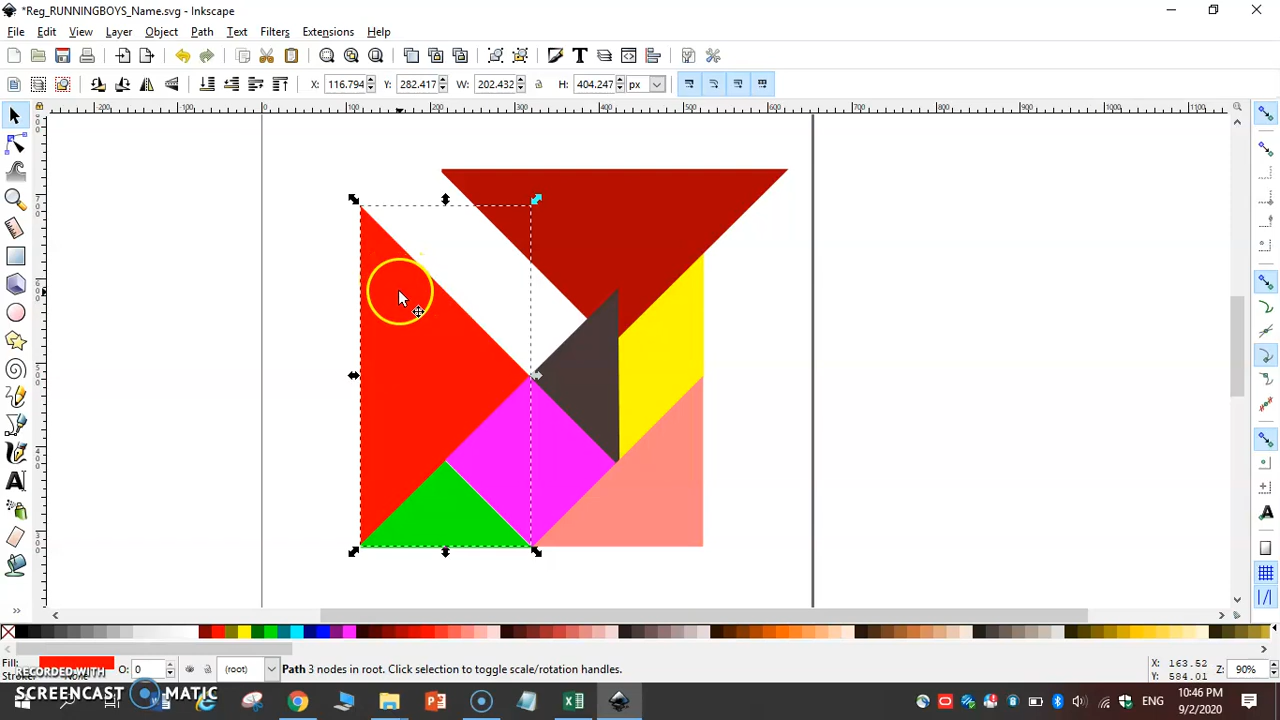 *Reg_RUNNINGBOYS_Name.svg - Inkscape
File Edit View Layer Object Path Text Filters Extensions Help
X: 116.794 Y: 282.417 W: 202.432 H: 404.247 px
Fill: O: 0 (root) Path 3 nodes in root. Click selection to toggle scale/rotation handles. X: 163.52 Z: 90%
Stroke: None Y: 584.01
RECORDED WITH
SCREENCAST MATIC
ENG 10:46 PM
9/2/2020